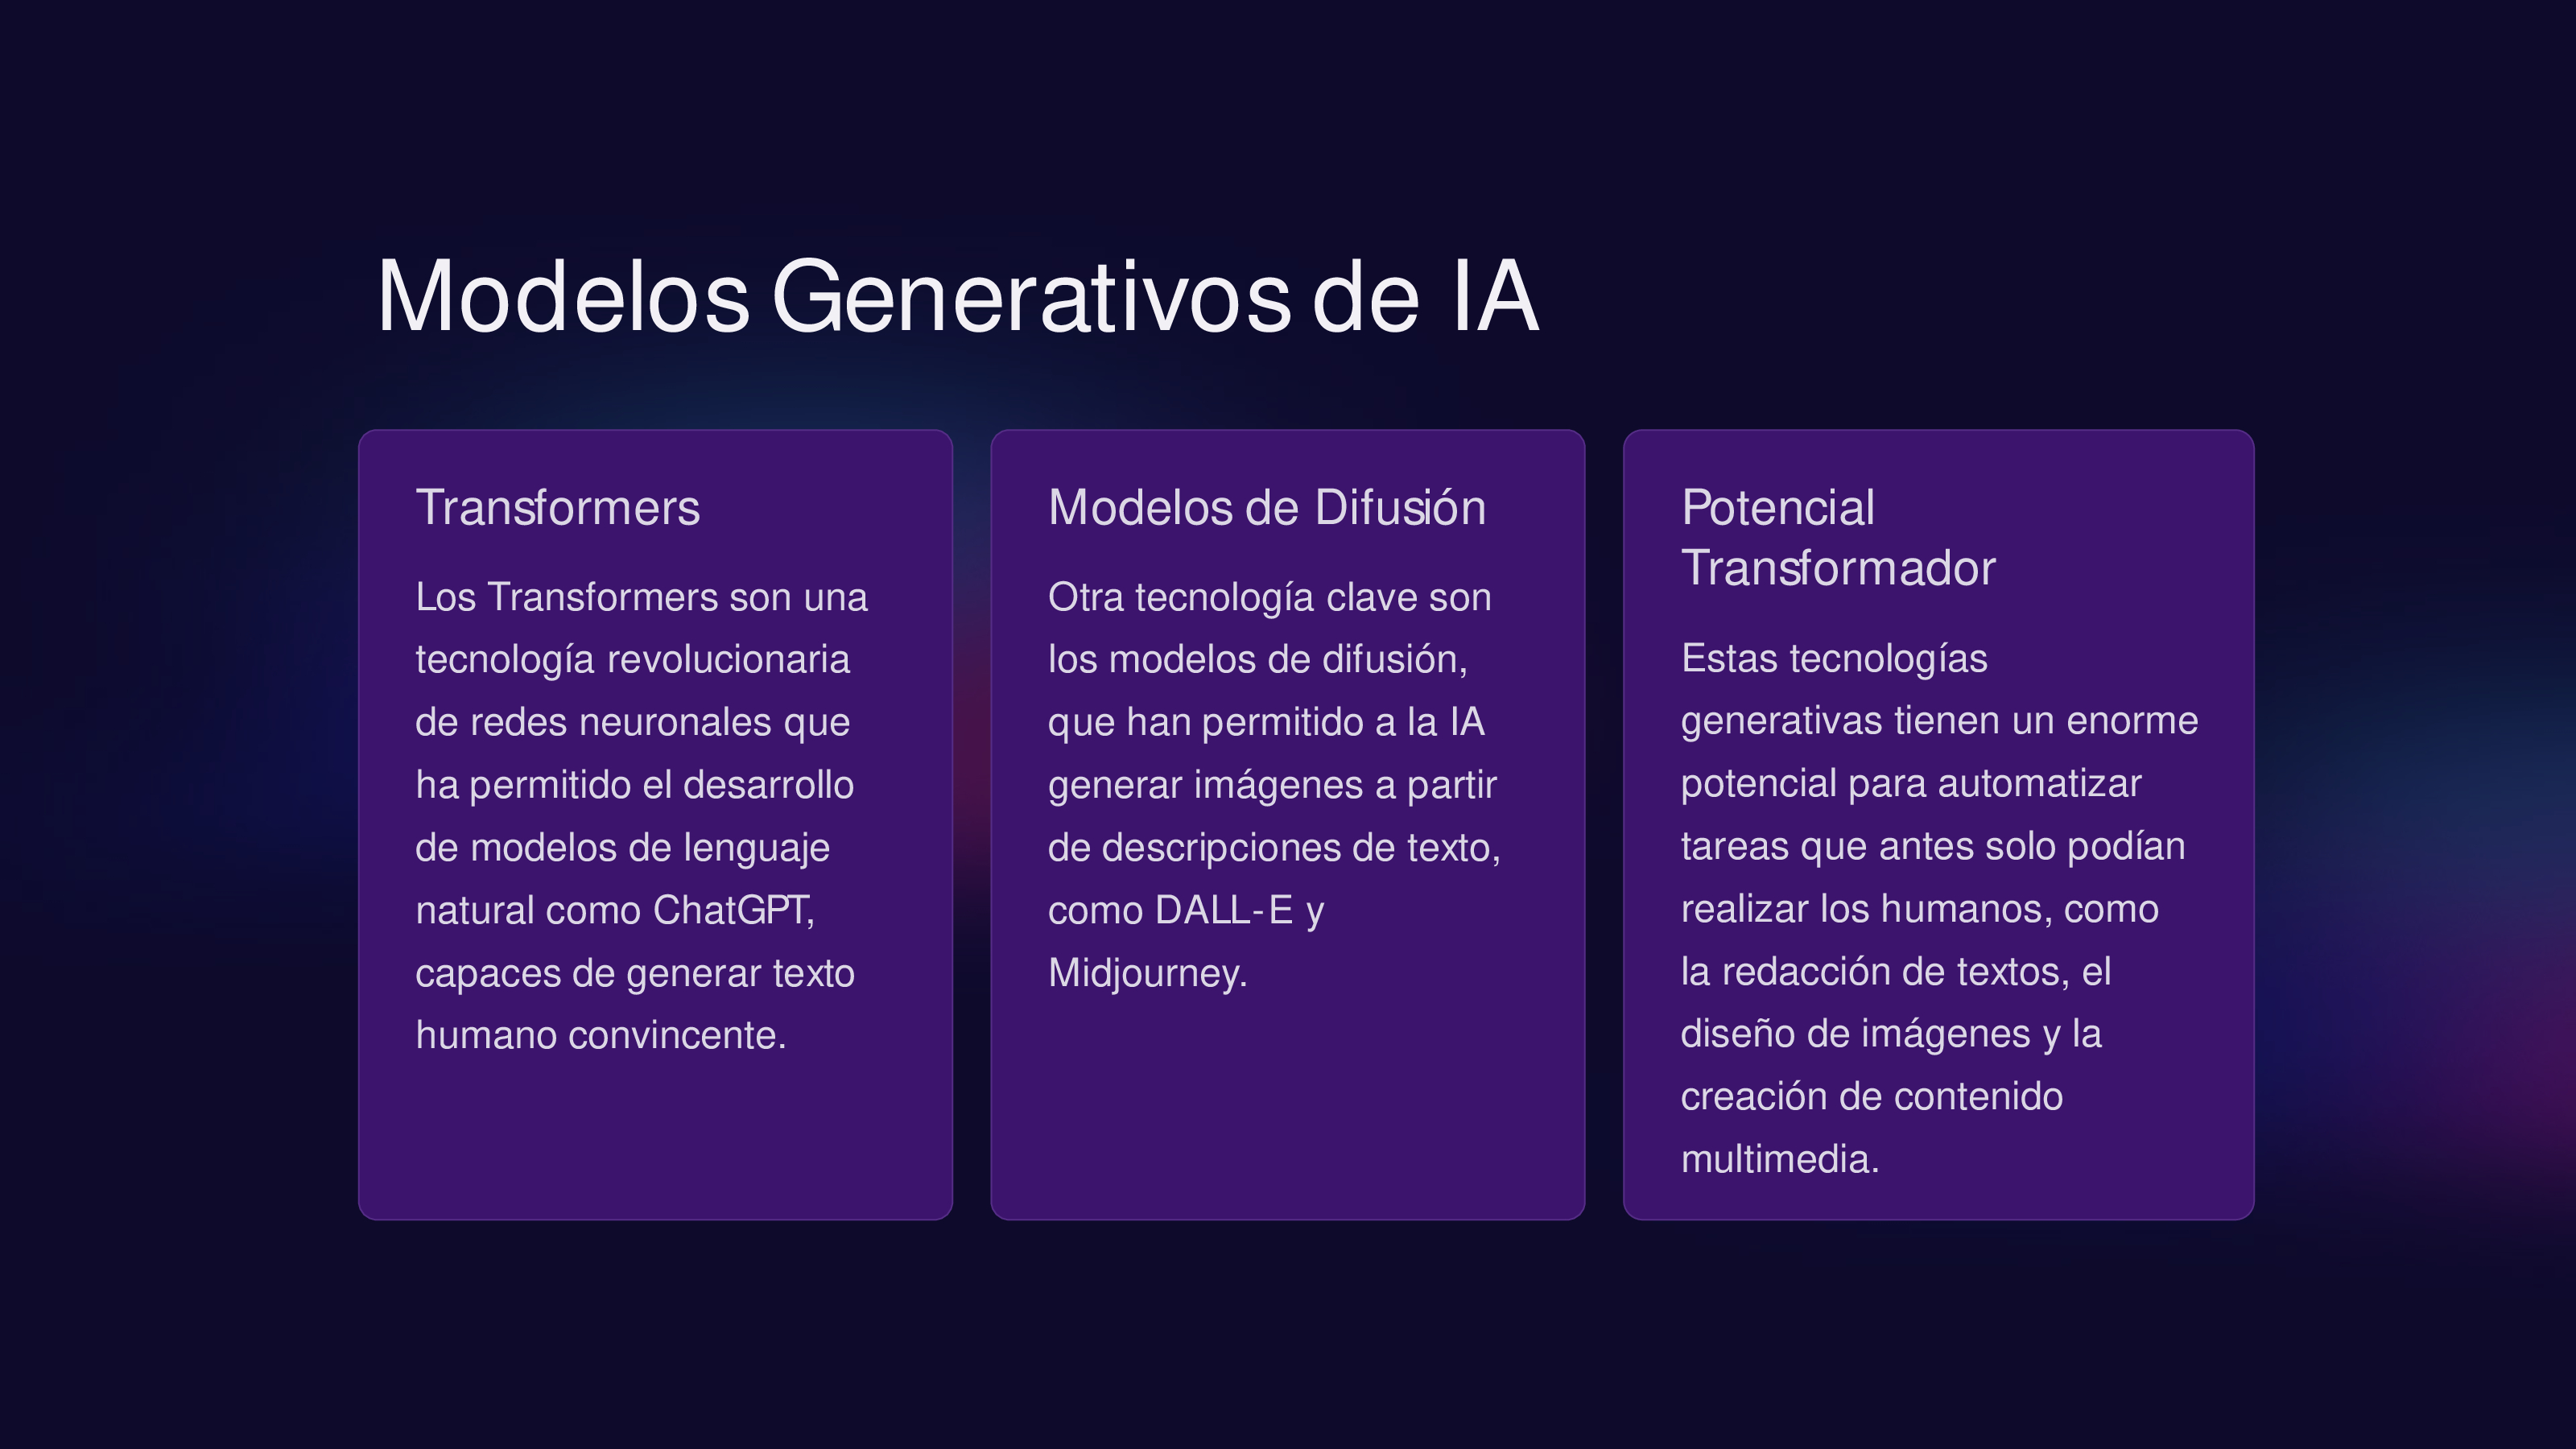 Modelos Generativos de IA
Transformers
Los Transformers son una
tecnología revolucionaria
de redes neuronales que
ha permitido el desarrollo
de modelos de lenguaje
natural como ChatGPT,
capaces de generar texto
humano convincente.
Modelos de Difusión
Otra tecnología clave son
los modelos de difusión,
que han permitido a la IA
generar imágenes a partir
de descripciones de texto,
como DALL-E y
Midjourney.
Potencial
Transformador
Estas tecnologías
generativas tienen un enorme
potencial para automatizar
tareas que antes solo podían
realizar los humanos, como
la redacción de textos, el
diseño de imágenes y la
creación de contenido
multimedia.